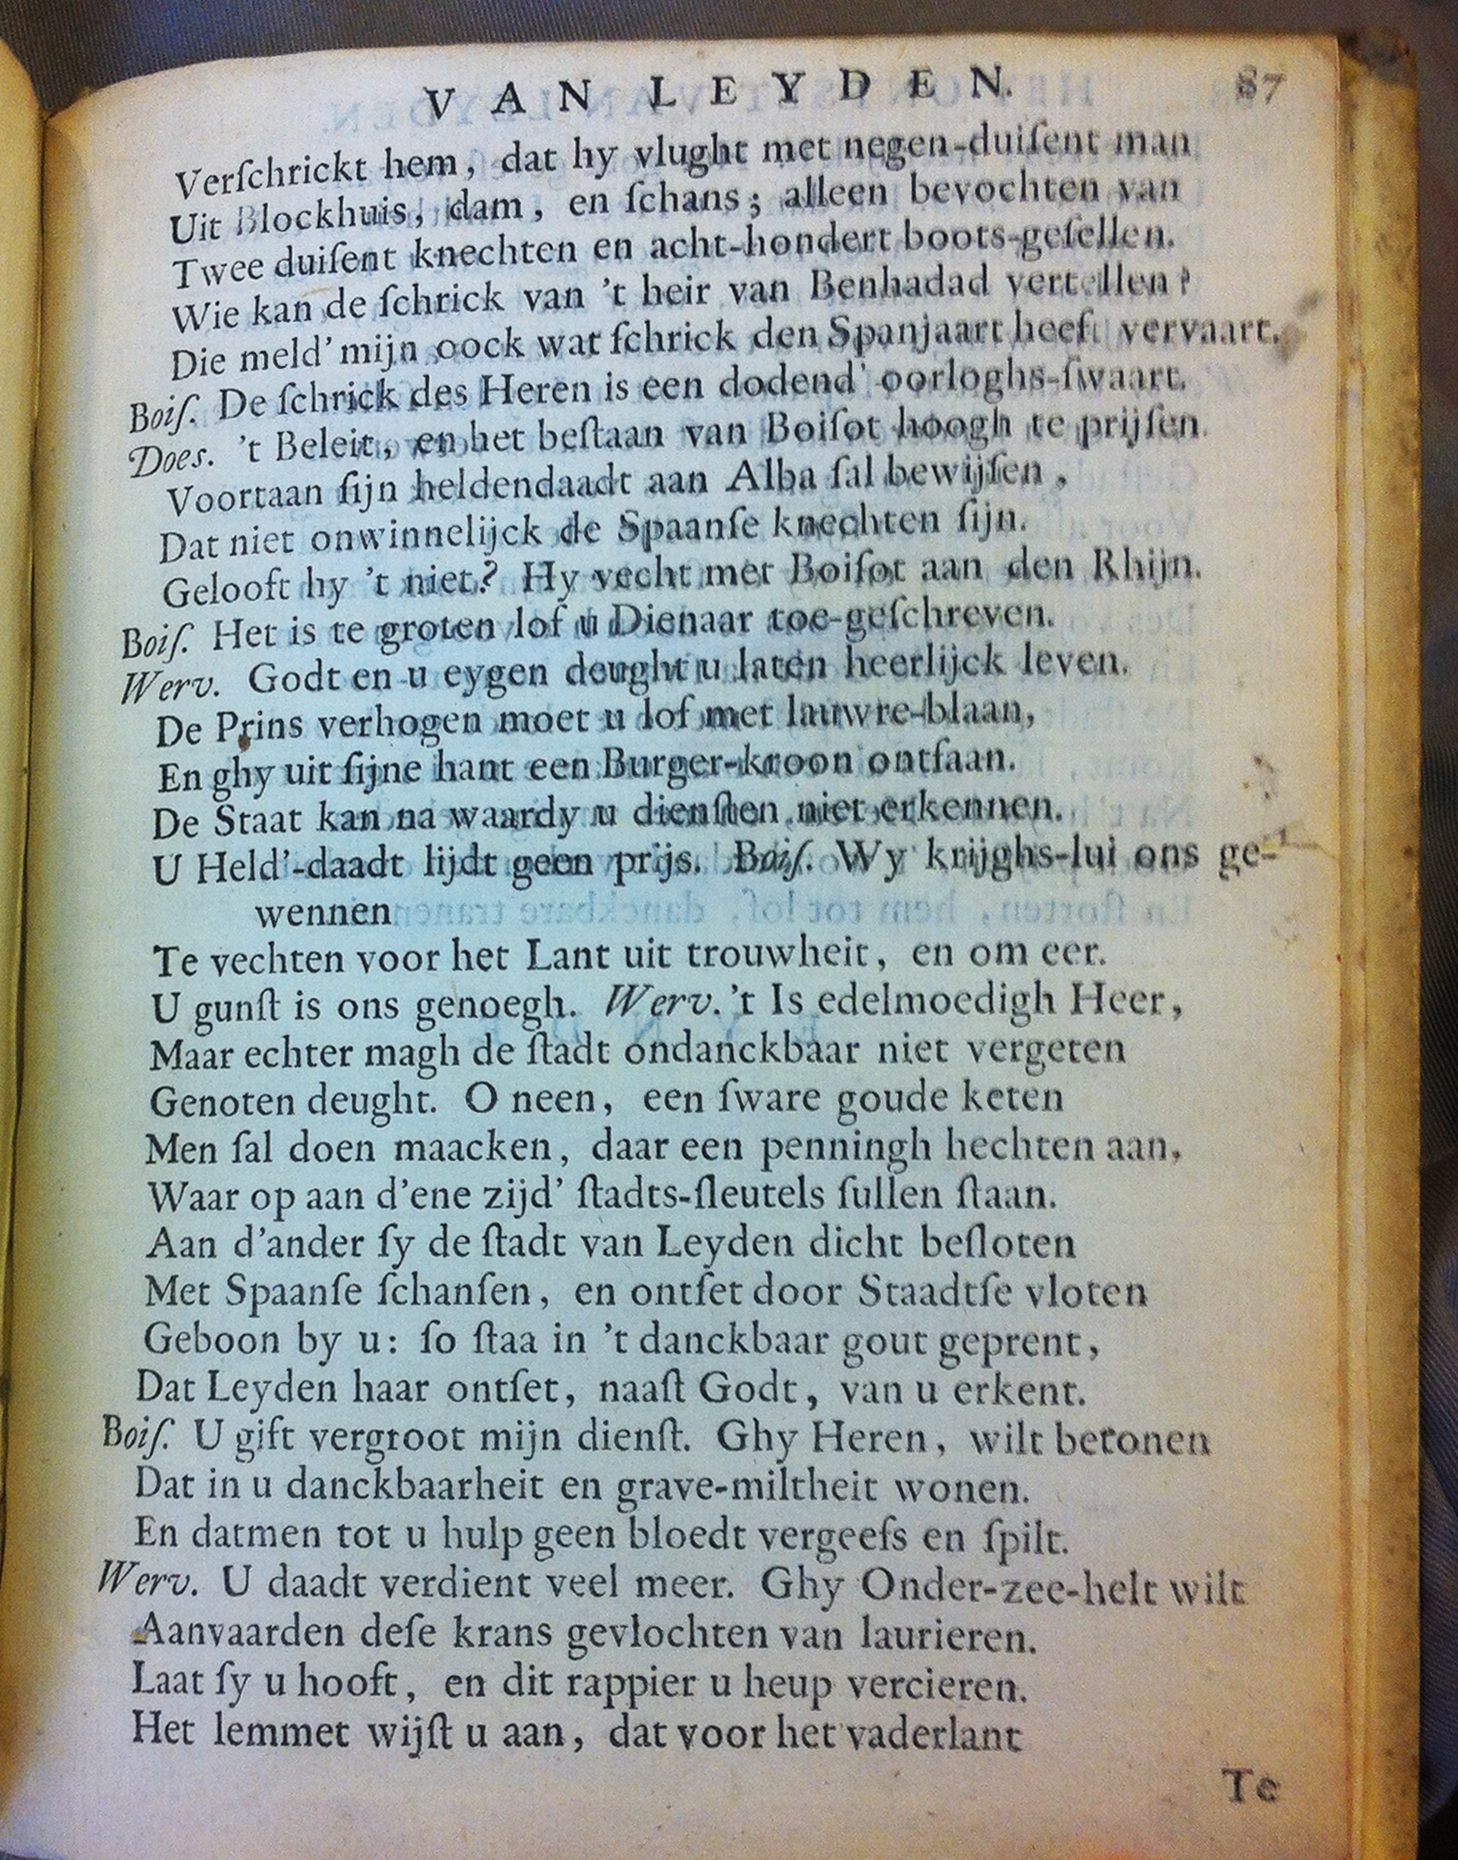 VAN LEYDEN. 87
Verſchrickt hem, dat hy vlught met negen-duiſent man
Uit Blockhuis, dam, en ſchans; alleen bevochten van
Twee duiſent knechten en acht-hondert boots-geſellen.
Wie kan de ſchrick van 't heir van Benhadad vertellen?
Die meld' mijn oock wat ſchrick den Spanjaart heeft vervaart.
Boiſ. De ſchrick des Heren is een dodend' oorloghs-ſwaart.
Does. 't Beleit, en het beſtaan van Boiſot hoogh te prijſen
Voortaan ſijn heldendaadt aan Alba ſal bewijſen,
Dat niet onwinnelijck de Spaanſe knechten ſijn.
Gelooft hy 't niet? Hy vecht met Boiſot aan den Rhijn.
Boiſ. Het is te groten lof u Dienaar toe-geſchreven.
Werv. Godt en u eygen deught u laten heerlijck leven.
De Prins verhogen moet u lof met lauwre-blaan,
En ghy uit ſijne hant een Burger-kroon ontfaan.
De Staat kan na waardy u dienſten niet erkennen.
U Held'-daadt lijdt geen prijs. Boiſ. Wy krijghs-lui ons ge-
wennen
Te vechten voor het Lant uit trouwheit, en om eer.
U gunſt is ons genoegh. Werv. 't Is edelmoedigh Heer,
Maar echter magh de ſtadt ondanckbaar niet vergeten
Genoten deught. O neen, een ſware goude keten
Men ſal doen maacken, daar een penningh hechten aan,
Waar op aan d'ene zijd' ſtadts-ſleutels ſullen ſtaan.
Aan d'ander ſy de ſtadt van Leyden dicht beſloten
Met Spaanſe ſchanſen, en ontſet door Staadtſe vloten
Geboon by u: ſo ſtaa in 't danckbaar gout geprent,
Dat Leyden haar ontſet, naaſt Godt, van u erkent.
Boiſ. U gift vergroot mijn dienſt. Ghy Heren, wilt betonen
Dat in u danckbaarheit en grave-miltheit wonen.
En datmen tot u hulp geen bloedt vergeefs en ſpilt.
Werv. U daadt verdient veel meer. Ghy Onder-zee-helt wilt
Aanvaarden deſe krans gevlochten van laurieren.
Laat ſy u hooft, en dit rappier u heup vercieren.
Het lemmet wijſt u aan, dat voor het vaderlant
Te